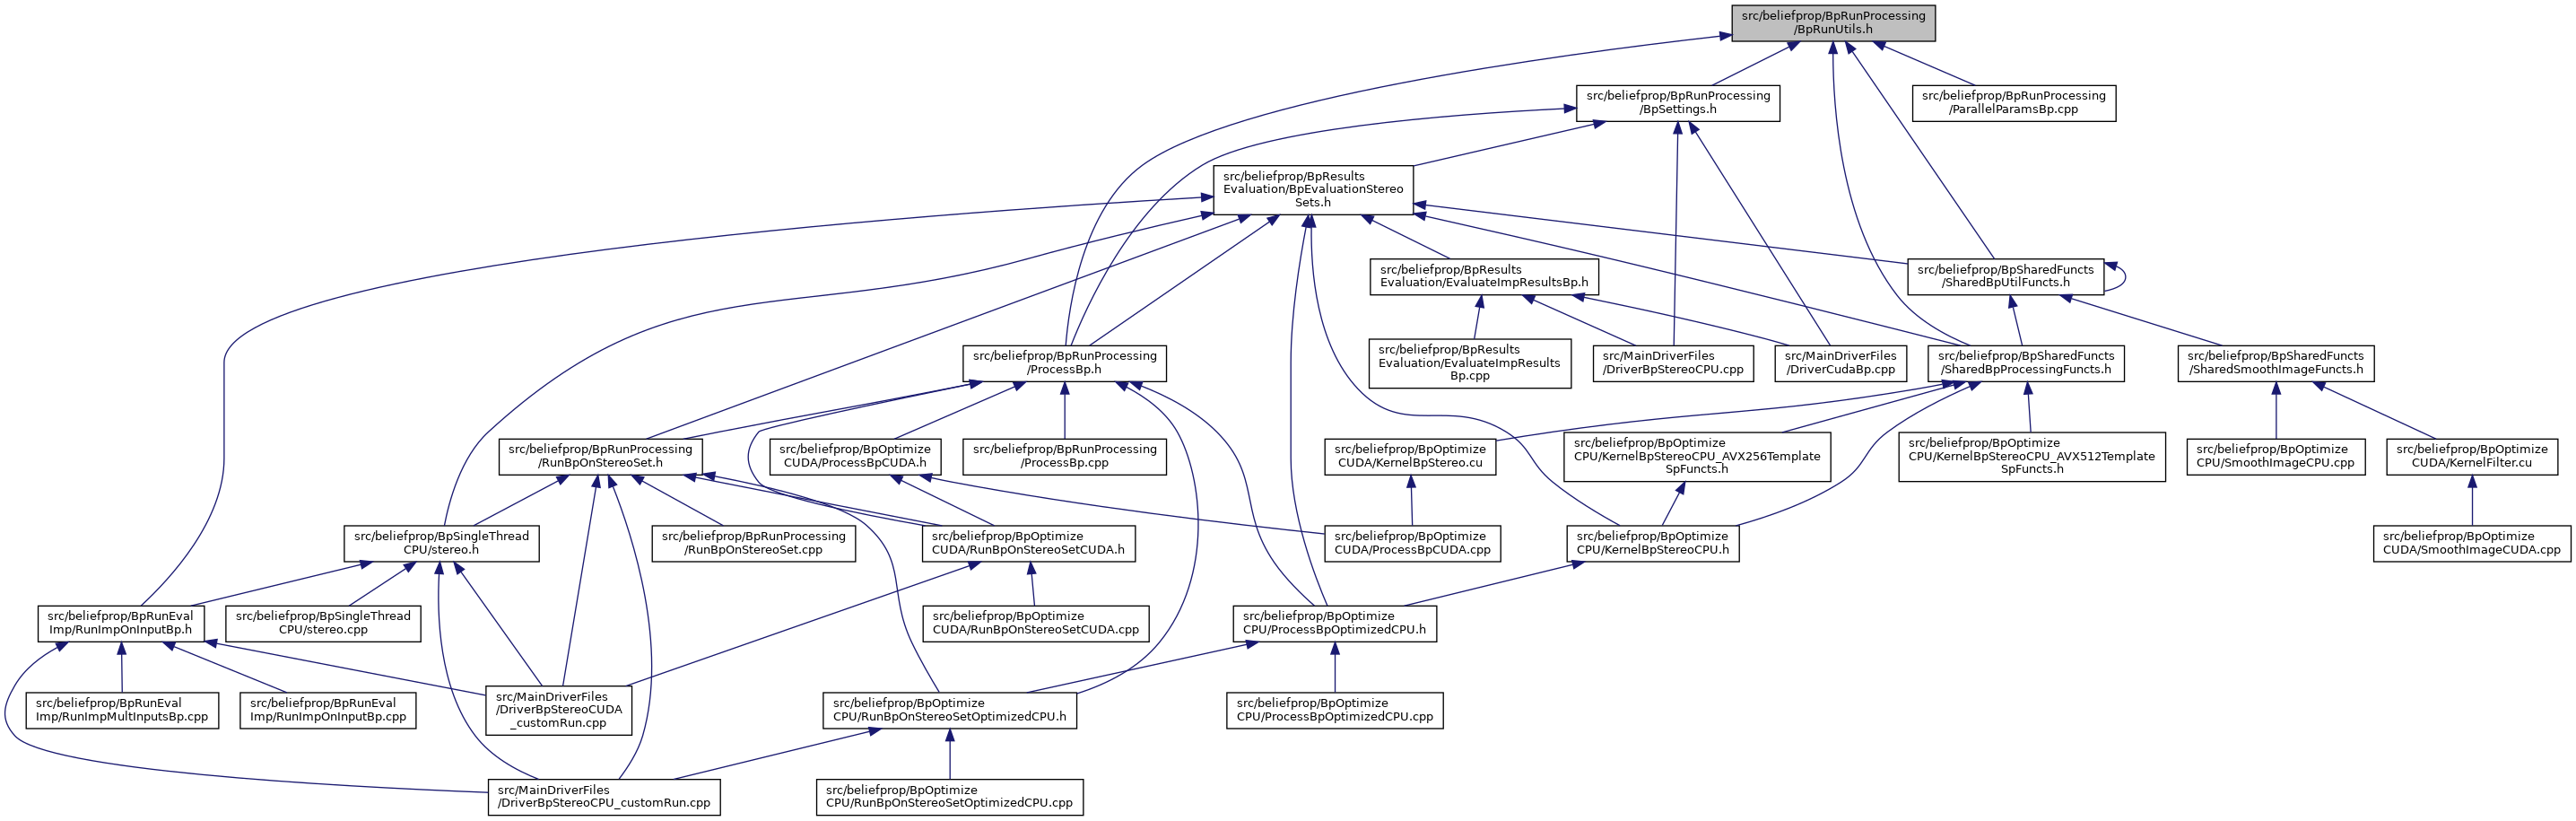 src/beliefprop/BpRunProcessing
/BpRunUtils.h
src/beliefprop/BpRunProcessing
/BpSettings.h
src/beliefprop/BpRunProcessing
/ParallelParamsBp.cpp
src/beliefprop/BpResults
Evaluation/BpEvaluationStereo
Sets.h
src/beliefprop/BpResults
Evaluation/EvaluateImpResultsBp.h
src/beliefprop/BpSharedFuncts
/SharedBpUtilFuncts.h
src/beliefprop/BpRunProcessing
/ProcessBp.h
src/beliefprop/BpResults
Evaluation/EvaluateImpResults
Bp.cpp
src/MainDriverFiles
/DriverBpStereoCPU.cpp
src/MainDriverFiles
/DriverCudaBp.cpp
src/beliefprop/BpSharedFuncts
/SharedBpProcessingFuncts.h
src/beliefprop/BpSharedFuncts
/SharedSmoothImageFuncts.h
src/beliefprop/BpRunProcessing
/RunBpOnStereoSet.h
src/beliefprop/BpOptimize
CUDA/ProcessBpCUDA.h
src/beliefprop/BpRunProcessing
/ProcessBp.cpp
src/beliefprop/BpOptimize
CUDA/KernelBpStereo.cu
src/beliefprop/BpOptimize
CPU/KernelBpStereoCPU_AVX256Template
SpFuncts.h
src/beliefprop/BpOptimize
CPU/KernelBpStereoCPU_AVX512Template
SpFuncts.h
src/beliefprop/BpOptimize
CPU/SmoothImageCPU.cpp
src/beliefprop/BpOptimize
CUDA/KernelFilter.cu
src/beliefprop/BpSingleThread
CPU/stereo.h
src/beliefprop/BpRunProcessing
/RunBpOnStereoSet.cpp
src/beliefprop/BpOptimize
CUDA/RunBpOnStereoSetCUDA.h
src/beliefprop/BpOptimize
CUDA/ProcessBpCUDA.cpp
src/beliefprop/BpOptimize
CPU/KernelBpStereoCPU.h
src/beliefprop/BpOptimize
CUDA/SmoothImageCUDA.cpp
src/beliefprop/BpRunEval
Imp/RunImpOnInputBp.h
src/beliefprop/BpSingleThread
CPU/stereo.cpp
src/beliefprop/BpOptimize
CUDA/RunBpOnStereoSetCUDA.cpp
src/beliefprop/BpOptimize
CPU/ProcessBpOptimizedCPU.h
src/beliefprop/BpRunEval
Imp/RunImpMultInputsBp.cpp
src/beliefprop/BpRunEval
Imp/RunImpOnInputBp.cpp
src/MainDriverFiles
/DriverBpStereoCUDA
_customRun.cpp
src/beliefprop/BpOptimize
CPU/RunBpOnStereoSetOptimizedCPU.h
src/beliefprop/BpOptimize
CPU/ProcessBpOptimizedCPU.cpp
src/MainDriverFiles
/DriverBpStereoCPU_customRun.cpp
src/beliefprop/BpOptimize
CPU/RunBpOnStereoSetOptimizedCPU.cpp